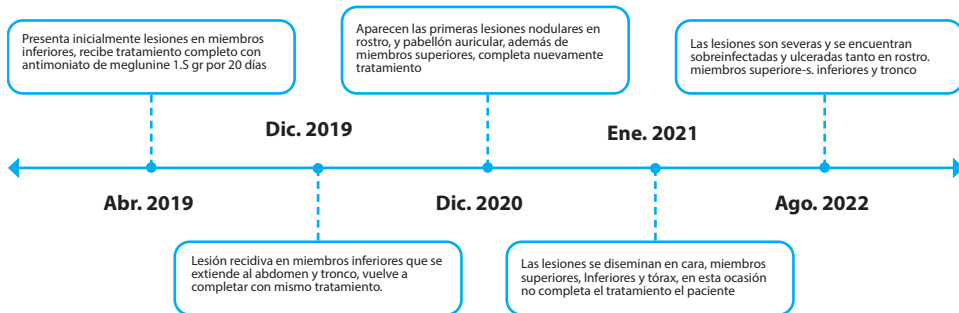 Presenta inicialmente lesiones en miembros
inferiores, recibe tratamiento completo con
antimoniato de meglunine 1.S gr por 20 días
Aparecen las primeras lesiones nodulares en
rostro, y pabellón auricular, además de
miembros superiores, completa nuevamente
tratamiento
Las lesiones son severas y se encuentran
sobreinfectadas y ulceradas tanto en rostro.
miembros superiore-s. inferiores y tronco
Dic. 2019
Ene. 2021
Abr. 2019
Dic. 2020
Ago. 2022
Lesión recidiva en miembros inferiores que se
extiende al abdomen y tronco, vuelve a
completar con mismo tratamiento.
Las lesiones se diseminan en cara, miembros
superiores, lnferiores y tórax, en esta ocasión
no completa el tratamiento el paciente